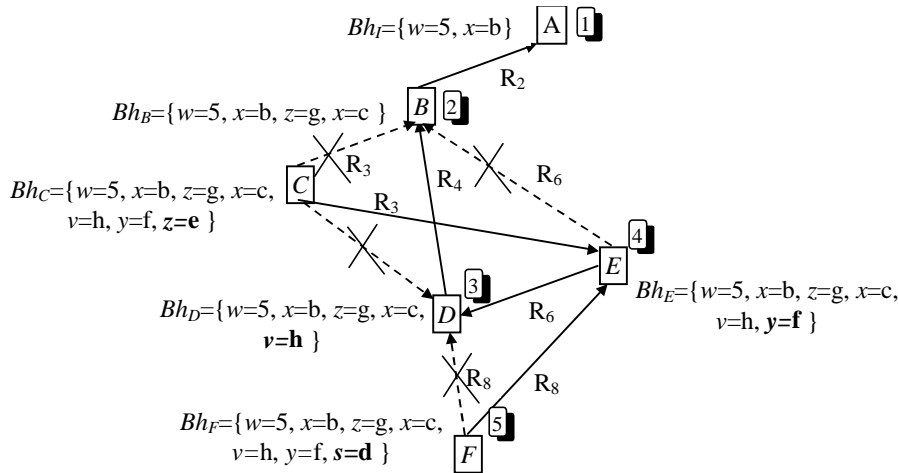 Bh_I={w=5, x=b}
A
1
R_2
Bh_B={w=5, x=b, z=g, x=c }
B
2
R_3
R_4
R_6
C
Bh_C={w=5, x=b, z=g, x=c,
v=h, y=f, z=e }
R_3
4
E
Bh_E={w=5, x=b, z=g, x=c,
v=h, y=f }
3
Bh_D={w=5, x=b, z=g, x=c,
v=h }
D
R_6
R_8
R_8
Bh_F={w=5, x=b, z=g, x=c,
v=h, y=f, s=d }
5
F